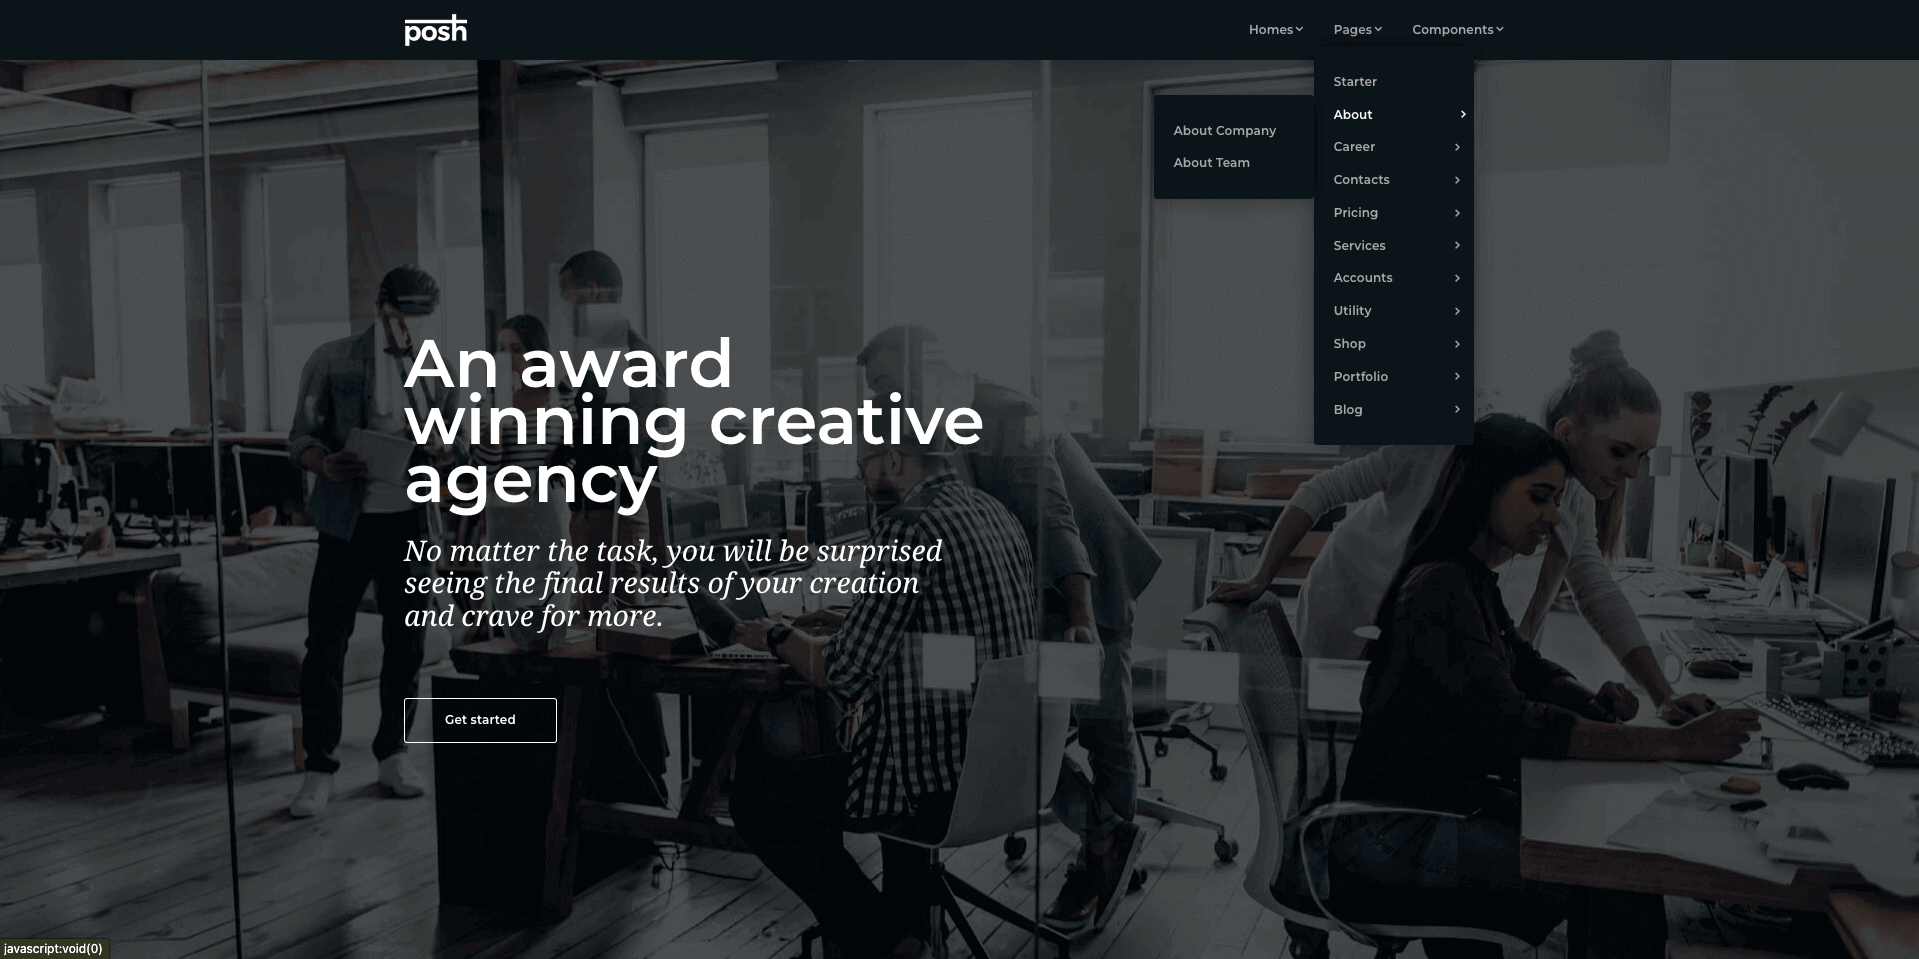 posh
Homes
Pages
Components
Starter
About
Career
Contacts
Pricing
Services
Accounts
Utility
Shop
Portfolio
Blog
About Company
About Team
An award
winning creative
agency
No matter the task, you will be surprised
seeing the final results of your creation
and crave for more.
Get started
javascript:void(0)